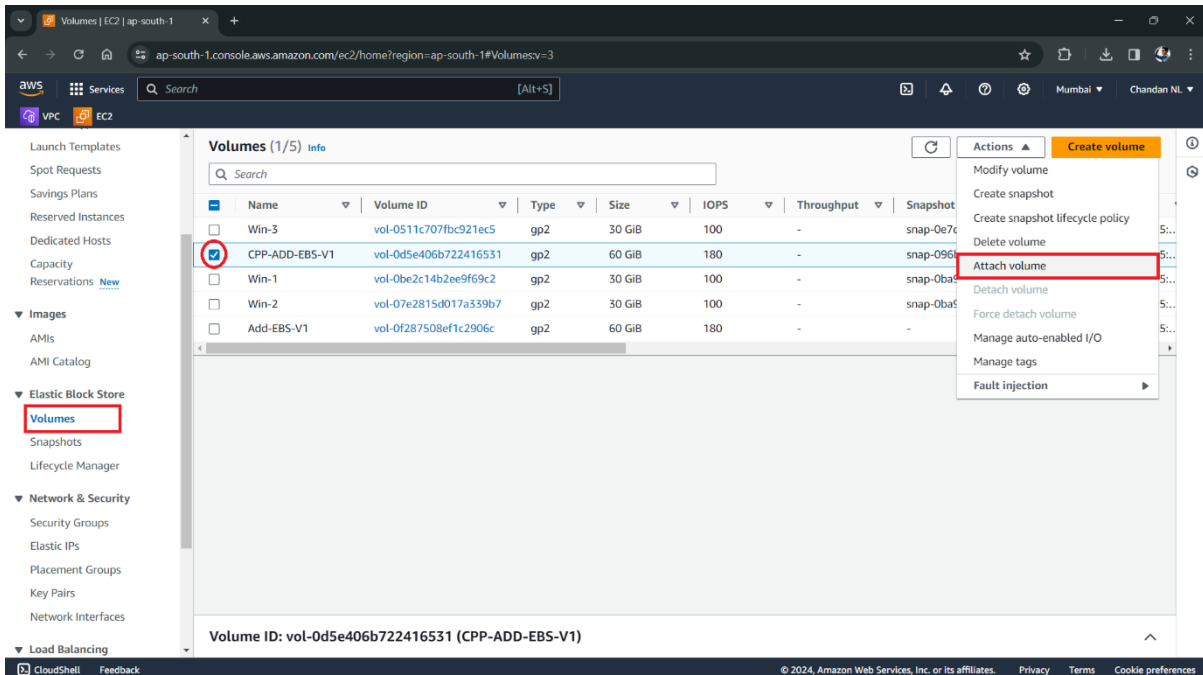 Volumes | EC2 | ap-south-1
ap-south-1.console.aws.amazon.com/ec2/home?region=ap-south-1#Volumes:v=3
aws Services Search [Alt+S] Mumbai Chandan NL
VPC EC2
Launch Templates
Spot Requests
Savings Plans
Reserved Instances
Dedicated Hosts
Capacity
Reservations New
Images
AMIs
AMI Catalog
Elastic Block Store
Volumes
Snapshots
Lifecycle Manager
Network & Security
Security Groups
Elastic IPs
Placement Groups
Key Pairs
Network Interfaces
Load Balancing
Volumes (1/5) Info
Actions Create volume
Search
Name Volume ID Type Size IOPS Throughput Snapshot
Win-3 vol-0511c707fbc921ec5 gp2 30 GiB 100 - snap-0e7c
CPP-ADD-EBS-V1 vol-0d5e406b722416531 gp2 60 GiB 180 - snap-096l
Win-1 vol-0be2c14b2ee9f69c2 gp2 30 GiB 100 - snap-0ba9
Win-2 vol-07e2815d017a339b7 gp2 30 GiB 100 - snap-0ba9
Add-EBS-V1 vol-0f287508ef1c2906c gp2 60 GiB 180 - -
Modify volume
Create snapshot
Create snapshot lifecycle policy
Delete volume
Attach volume
Detach volume
Force detach volume
Manage auto-enabled I/O
Manage tags
Fault injection
Volume ID: vol-0d5e406b722416531 (CPP-ADD-EBS-V1)
CloudShell Feedback © 2024, Amazon Web Services, Inc. or its affiliates. Privacy Terms Cookie preferences